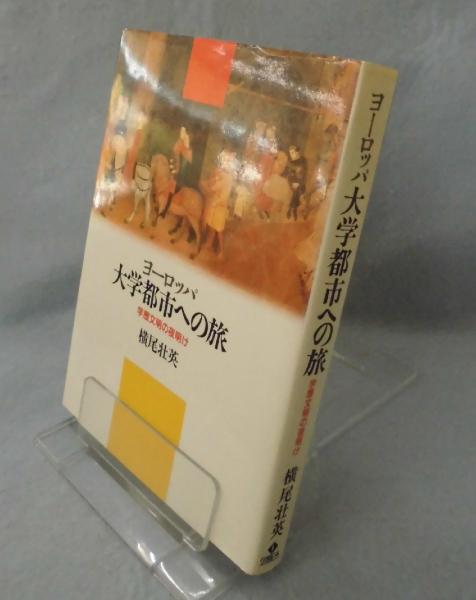 ヨーロッパ
大学都市への旅
学歴文明の夜明け
横尾壮英
ヨーロッパ 大学都市への旅 学歴文明の夜明け 横尾壮英